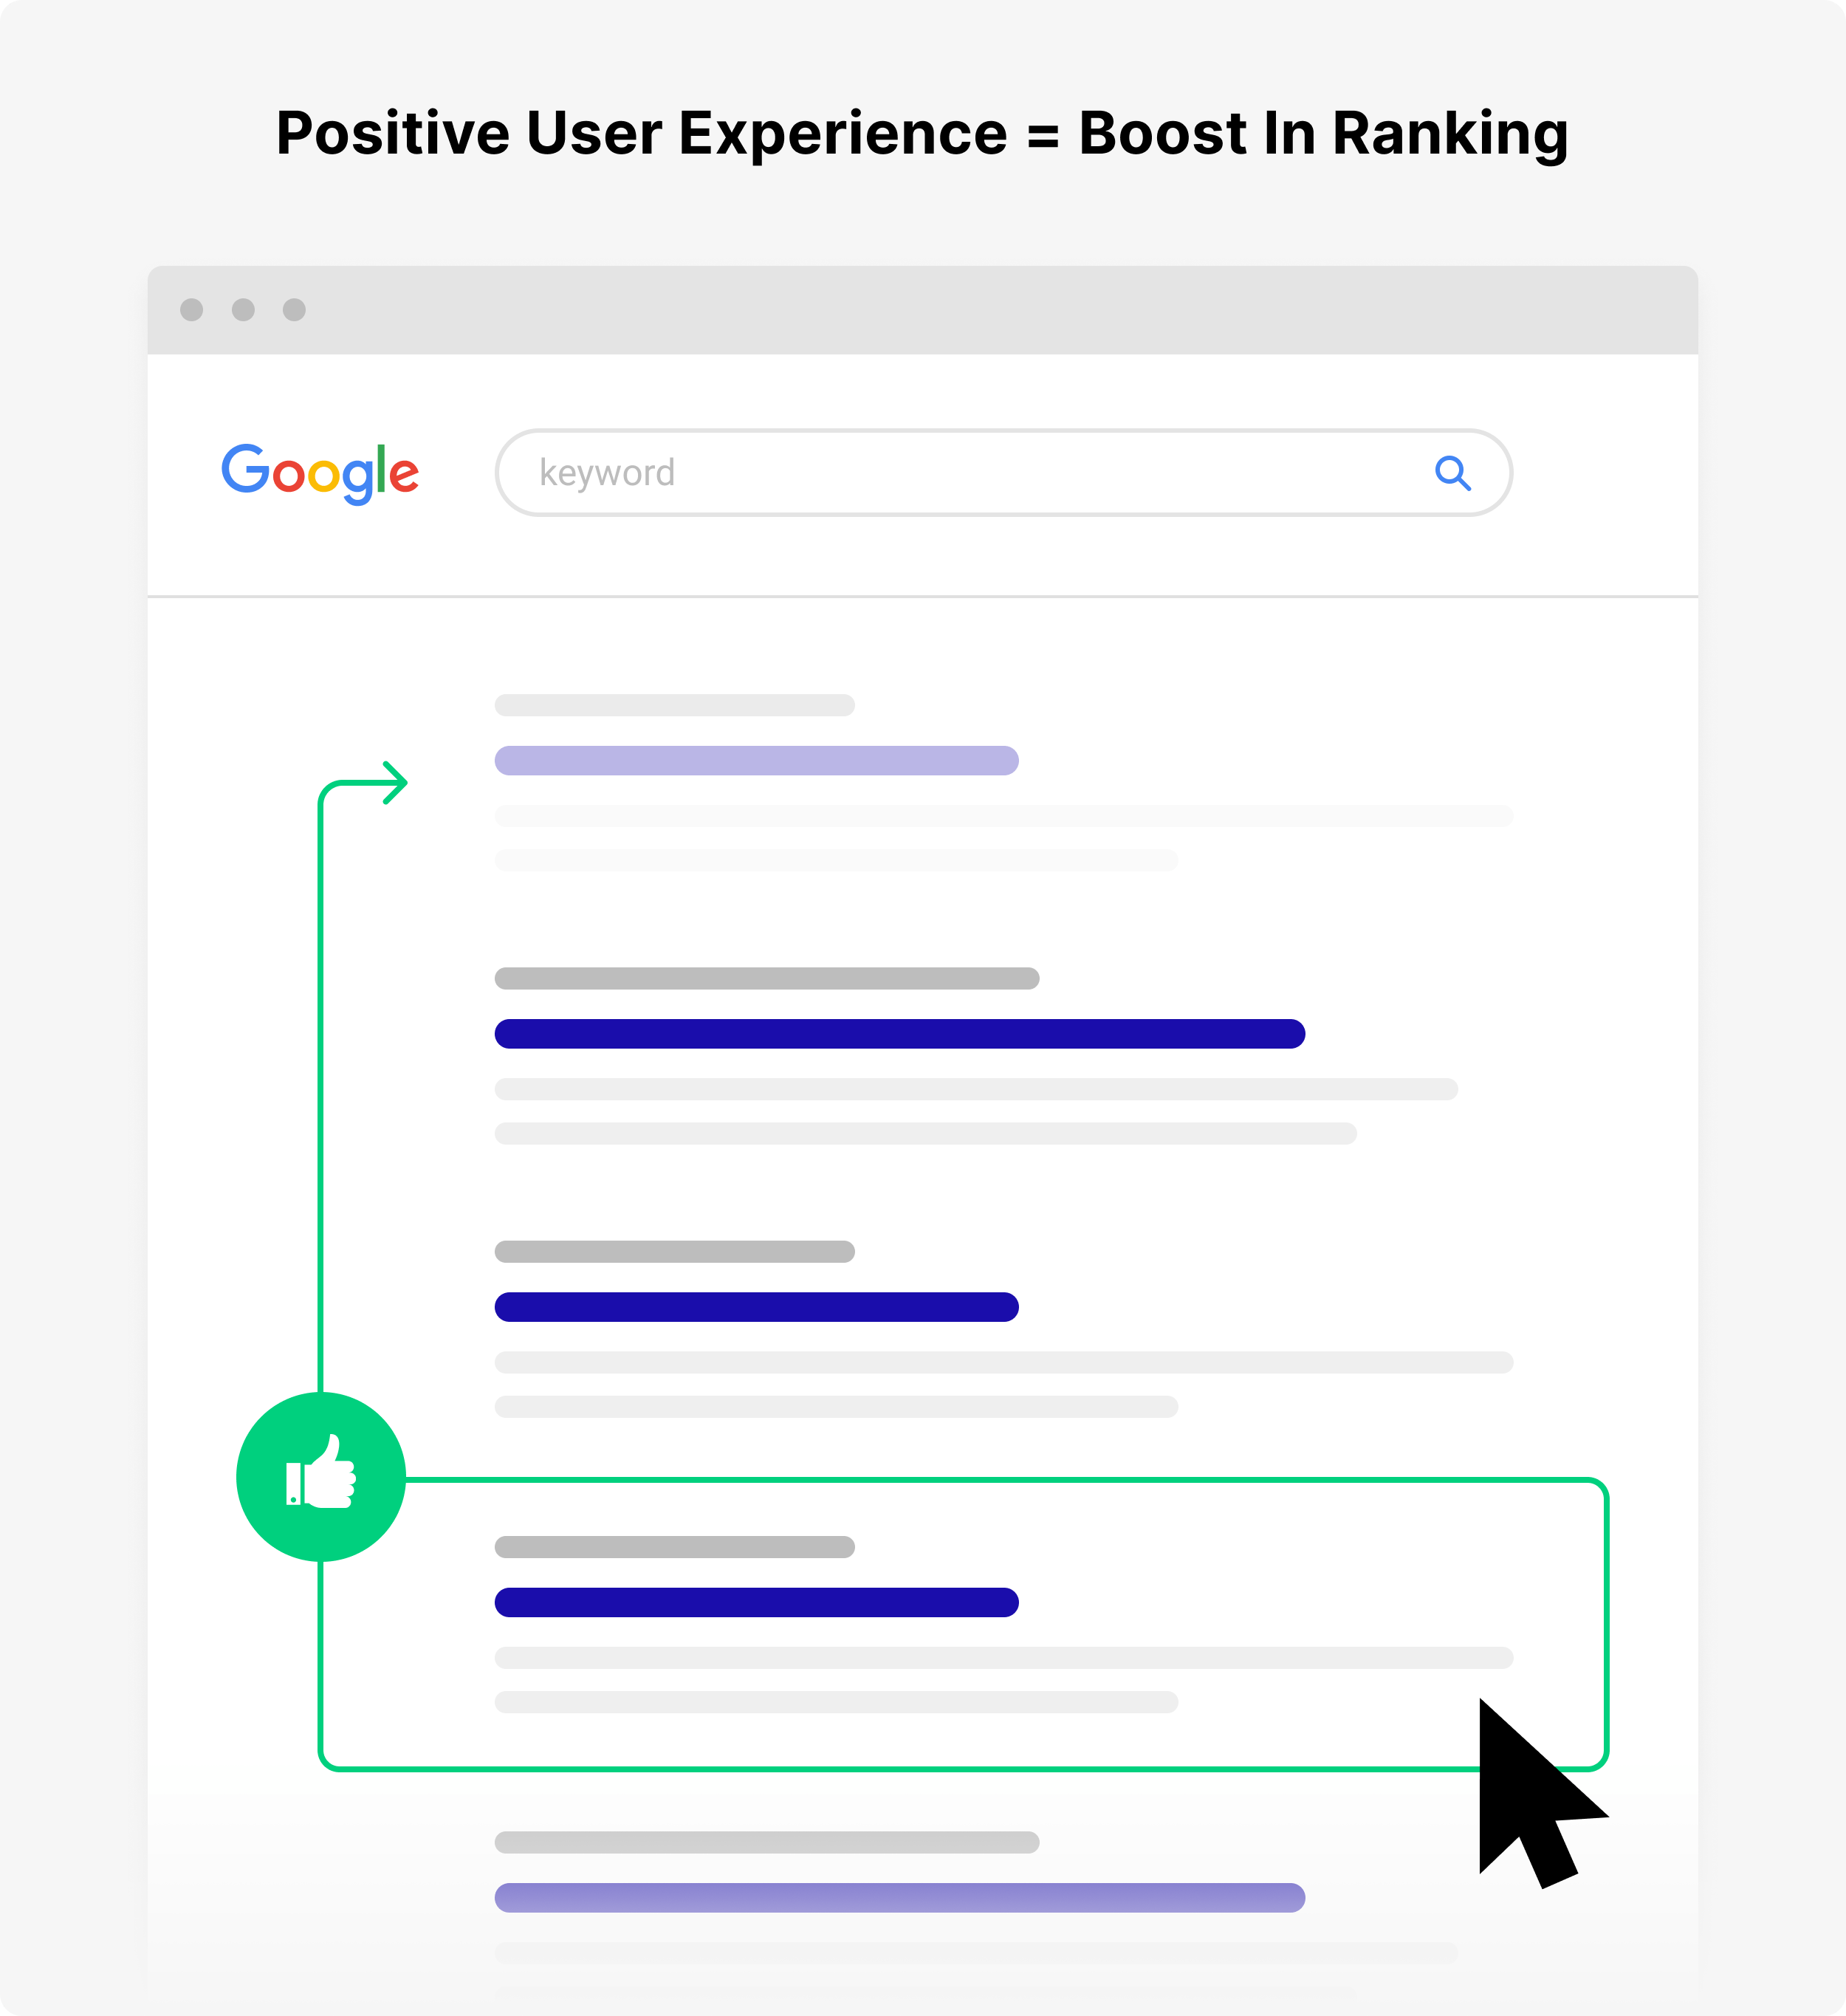 Positive User Experience = Boost In Ranking
Google
keyword